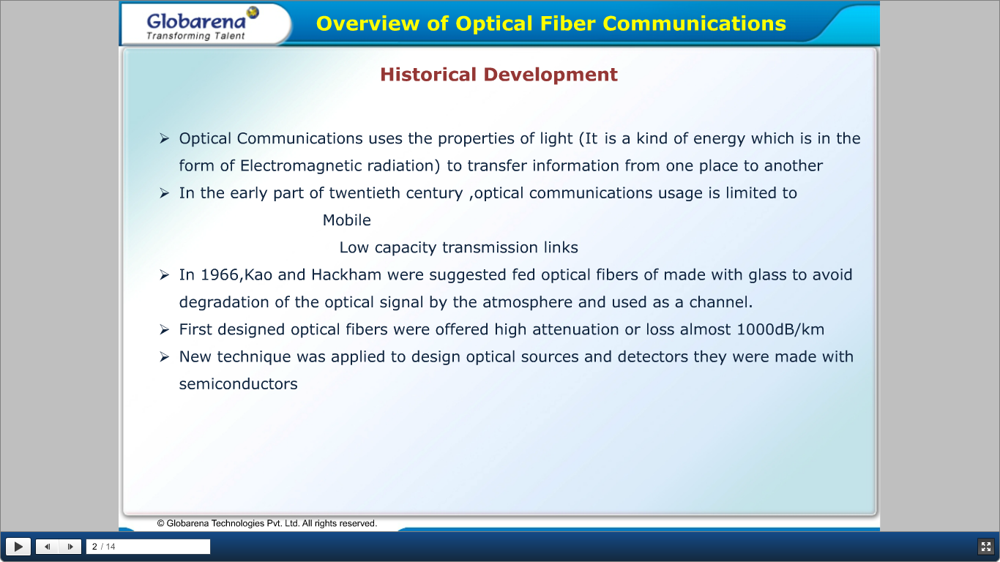 Globarena
Transforming Talent
Overview of Optical Fiber Communications
Historical Development
➢ Optical Communications uses the properties of light (It is a kind of energy which is in the
form of Electromagnetic radiation) to transfer information from one place to another
➢ In the early part of twentieth century ,optical communications usage is limited to
Mobile
Low capacity transmission links
➢ In 1966,Kao and Hackham were suggested fed optical fibers of made with glass to avoid
degradation of the optical signal by the atmosphere and used as a channel.
➢ First designed optical fibers were offered high attenuation or loss almost 1000dB/km
➢ New technique was applied to design optical sources and detectors they were made with
semiconductors
© Globarena Technologies Pvt. Ltd. All rights reserved.
2 / 14